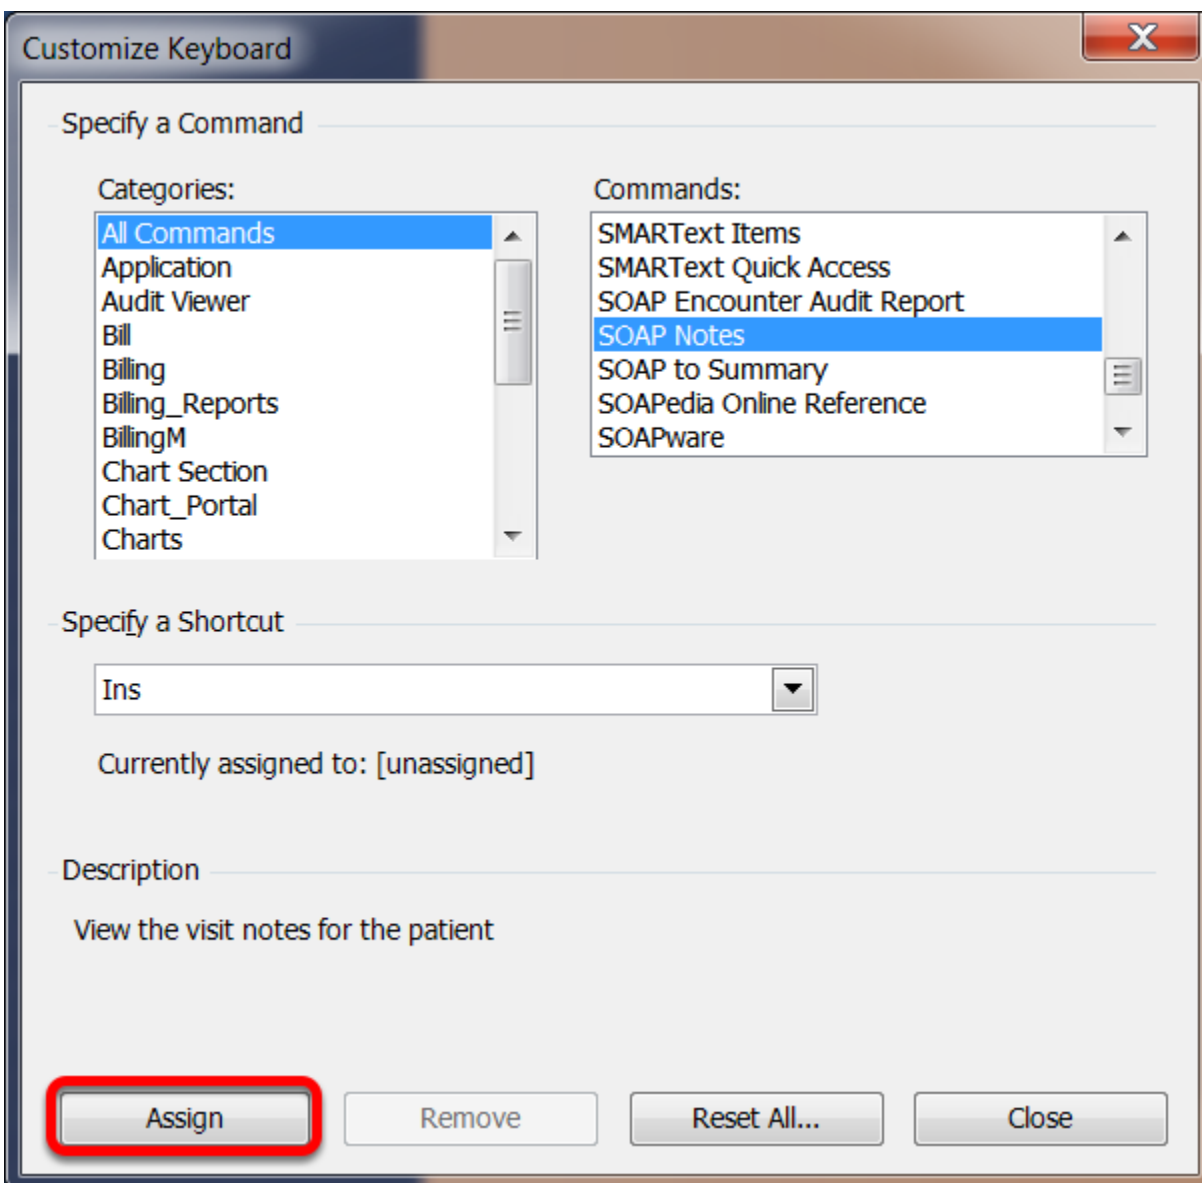 Customize Keyboard
X
Specify a Command
Categories:
All Commands
Application
Audit Viewer
Bill
Billing
Billing_Reports
BillingM
Chart Section
Chart_Portal
Charts
Commands:
SMARText Items
SMARText Quick Access
SOAP Encounter Audit Report
SOAP Notes
SOAP to Summary
SOAPedia Online Reference
SOAPware
Specify a Shortcut
Ins
Currently assigned to: [unassigned]
Description
View the visit notes for the patient
Assign Remove Reset All... Close